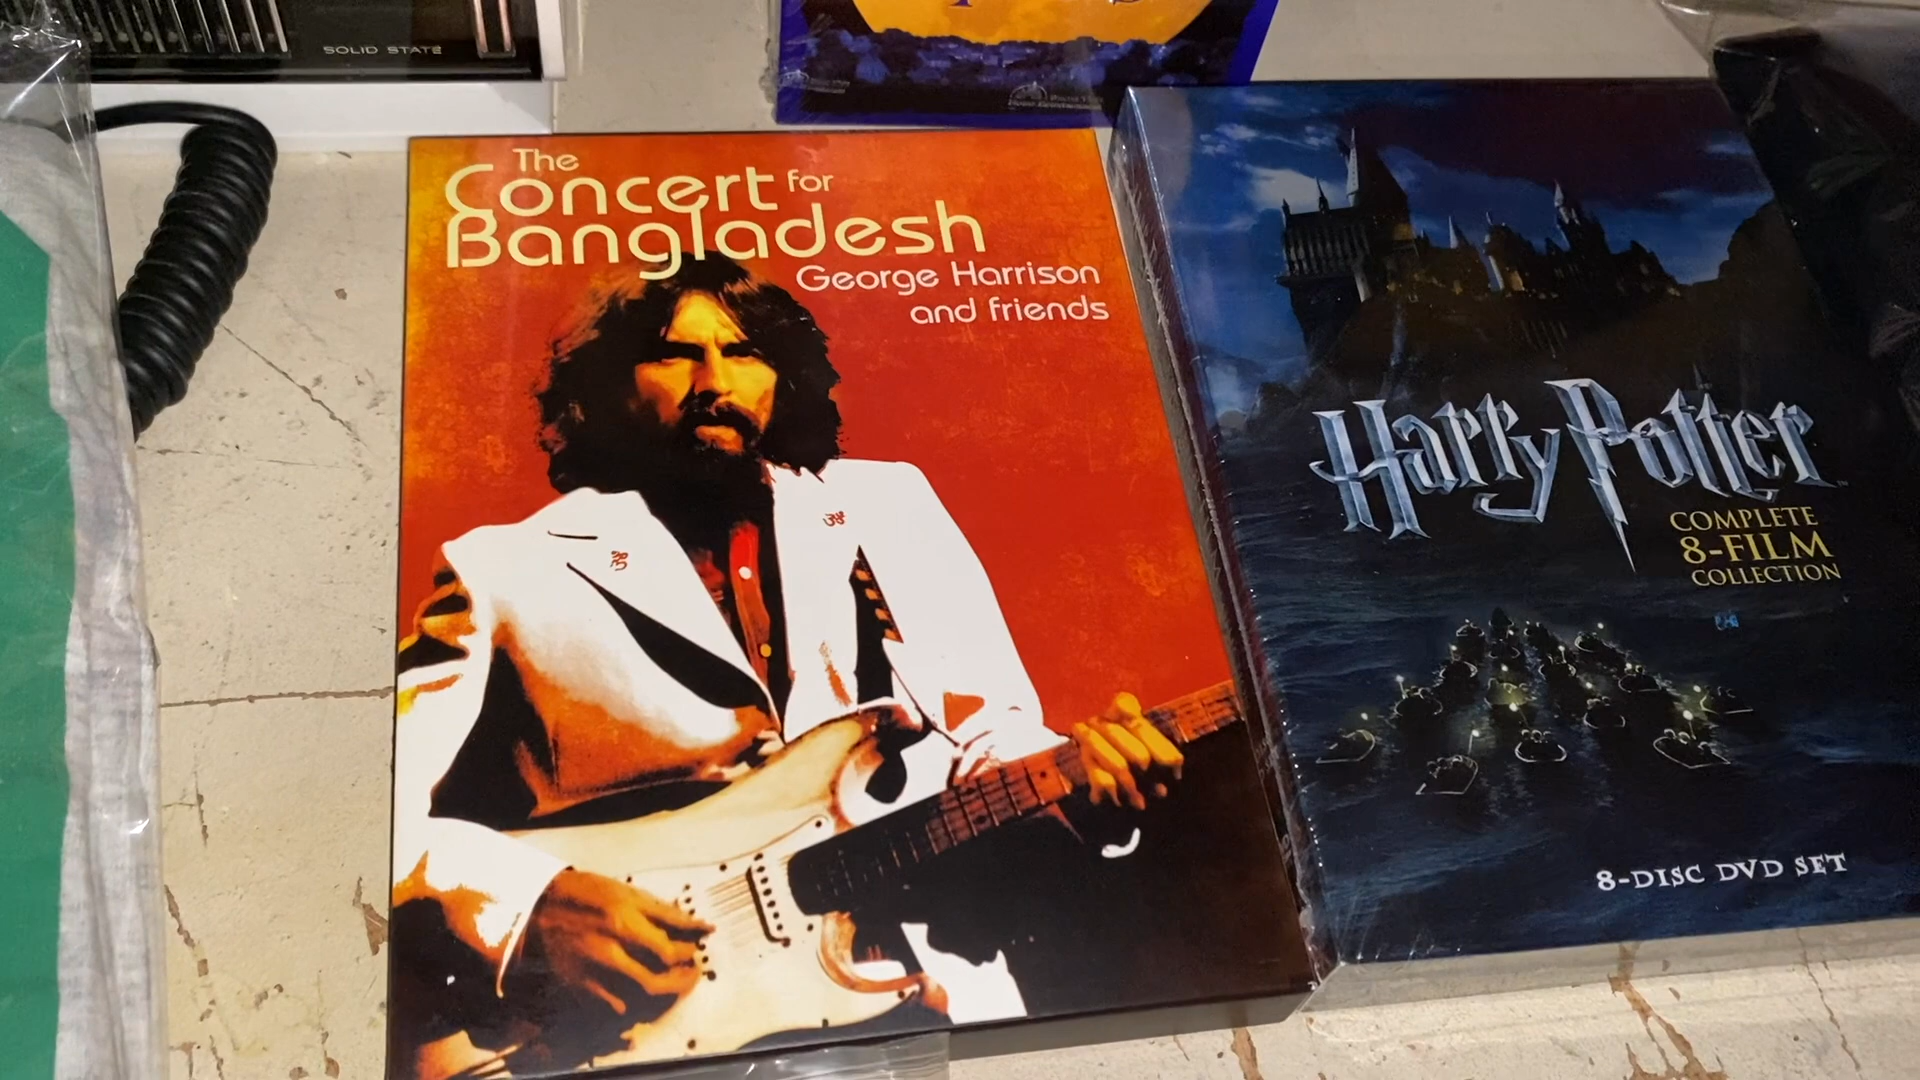 SOLID STATE
The
Concert for
Bangladesh
George Harrison
and friends
Harry Potter
COMPLETE
8-FILM
COLLECTION
8-DISC DVD SET